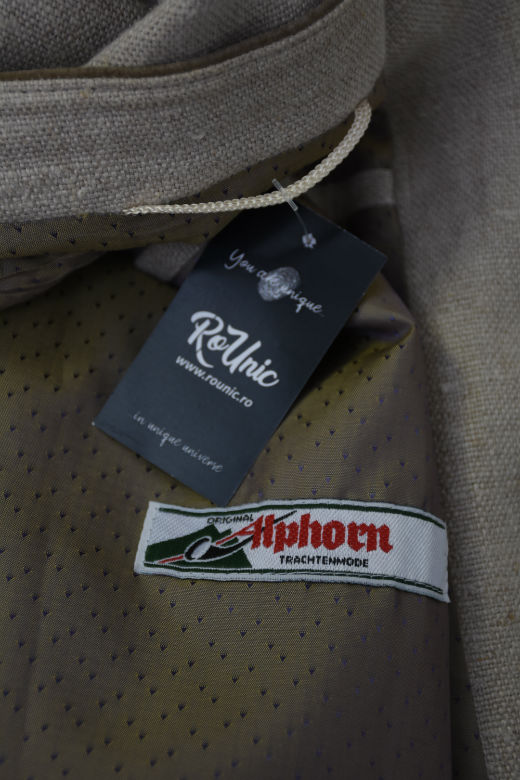 You are unique...
RoUnic
www.rounic.ro
...in unique universe
ORIGINAL
Alphorn
TRACHTENMODE